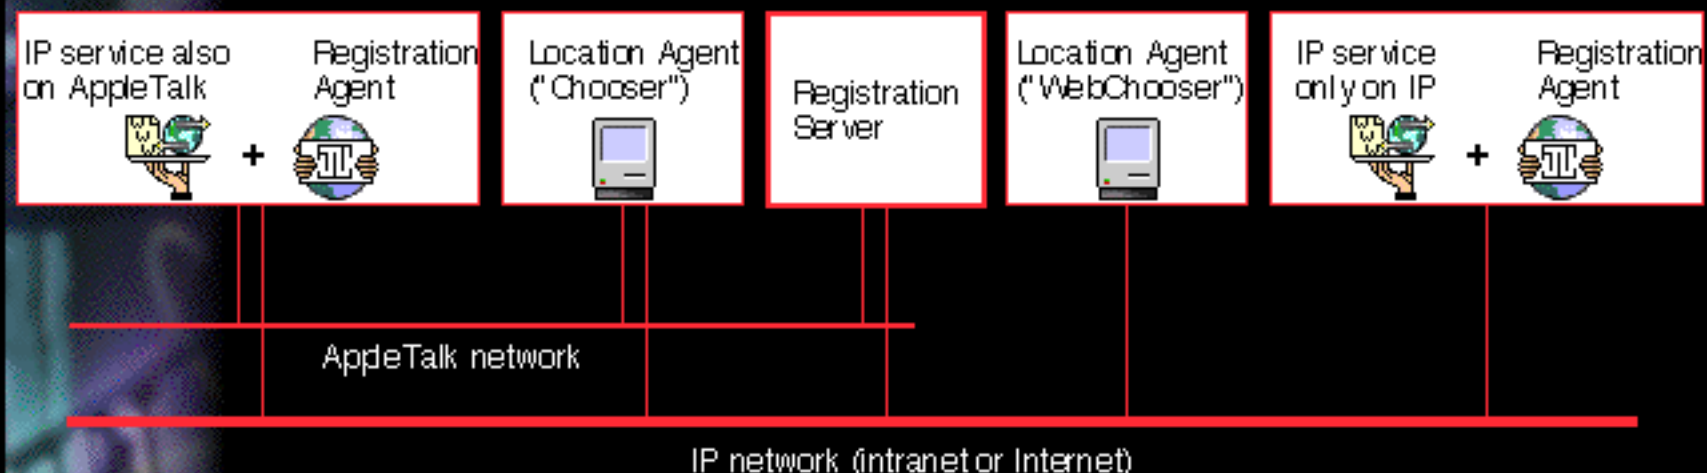 IP service also
on AppleTalk
Registration
Agent
+
Location Agent
("Chooser")
Registration
Server
Location Agent
("WebChooser")
IP service
only on IP
Registration
Agent
+
AppleTalk network
IP network (intranet or Internet)